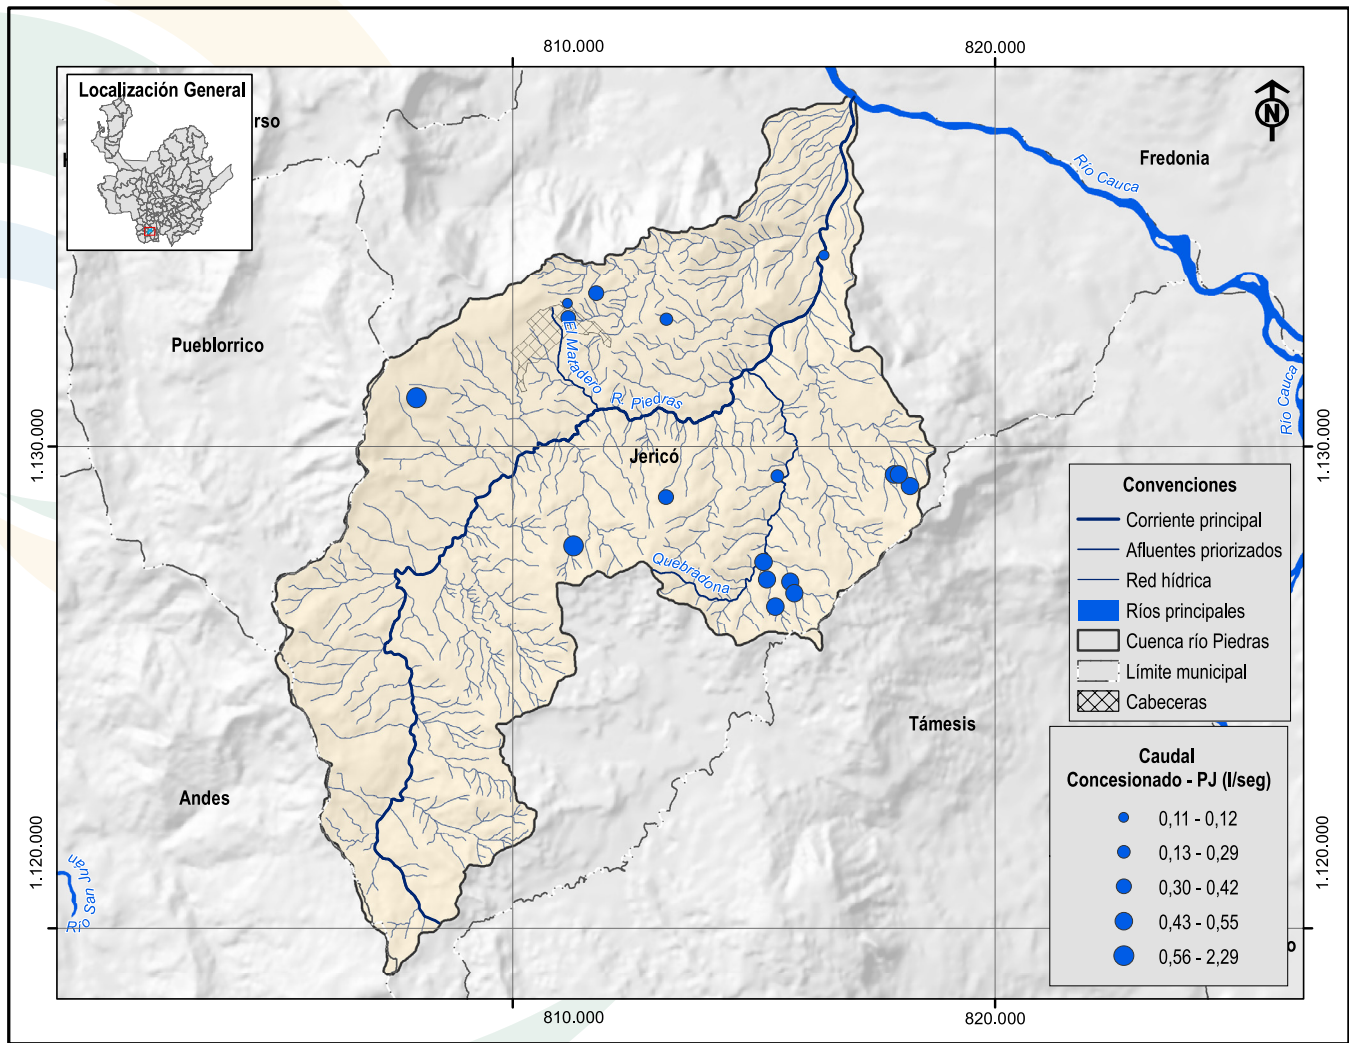 810.000
820.000
Localización General
rso
Fredonia
Río Cauca
Pueblorrico
El Matadero
R. Piedras
Río Cauca
1.130.000
1.130.000
Jericó
Quebradona
Convenciones
Corriente principal
Afluentes priorizados
Red hídrica
Ríos principales
Cuenca río Piedras
Límite municipal
Cabeceras
Támesis
Andes
Caudal
Concesionado - PJ (l/seg)
0,11 - 0,12
0,13 - 0,29
0,30 - 0,42
0,43 - 0,55
0,56 - 2,29
1.120.000
1.120.000
Río San Juán
o
N
810.000
820.000